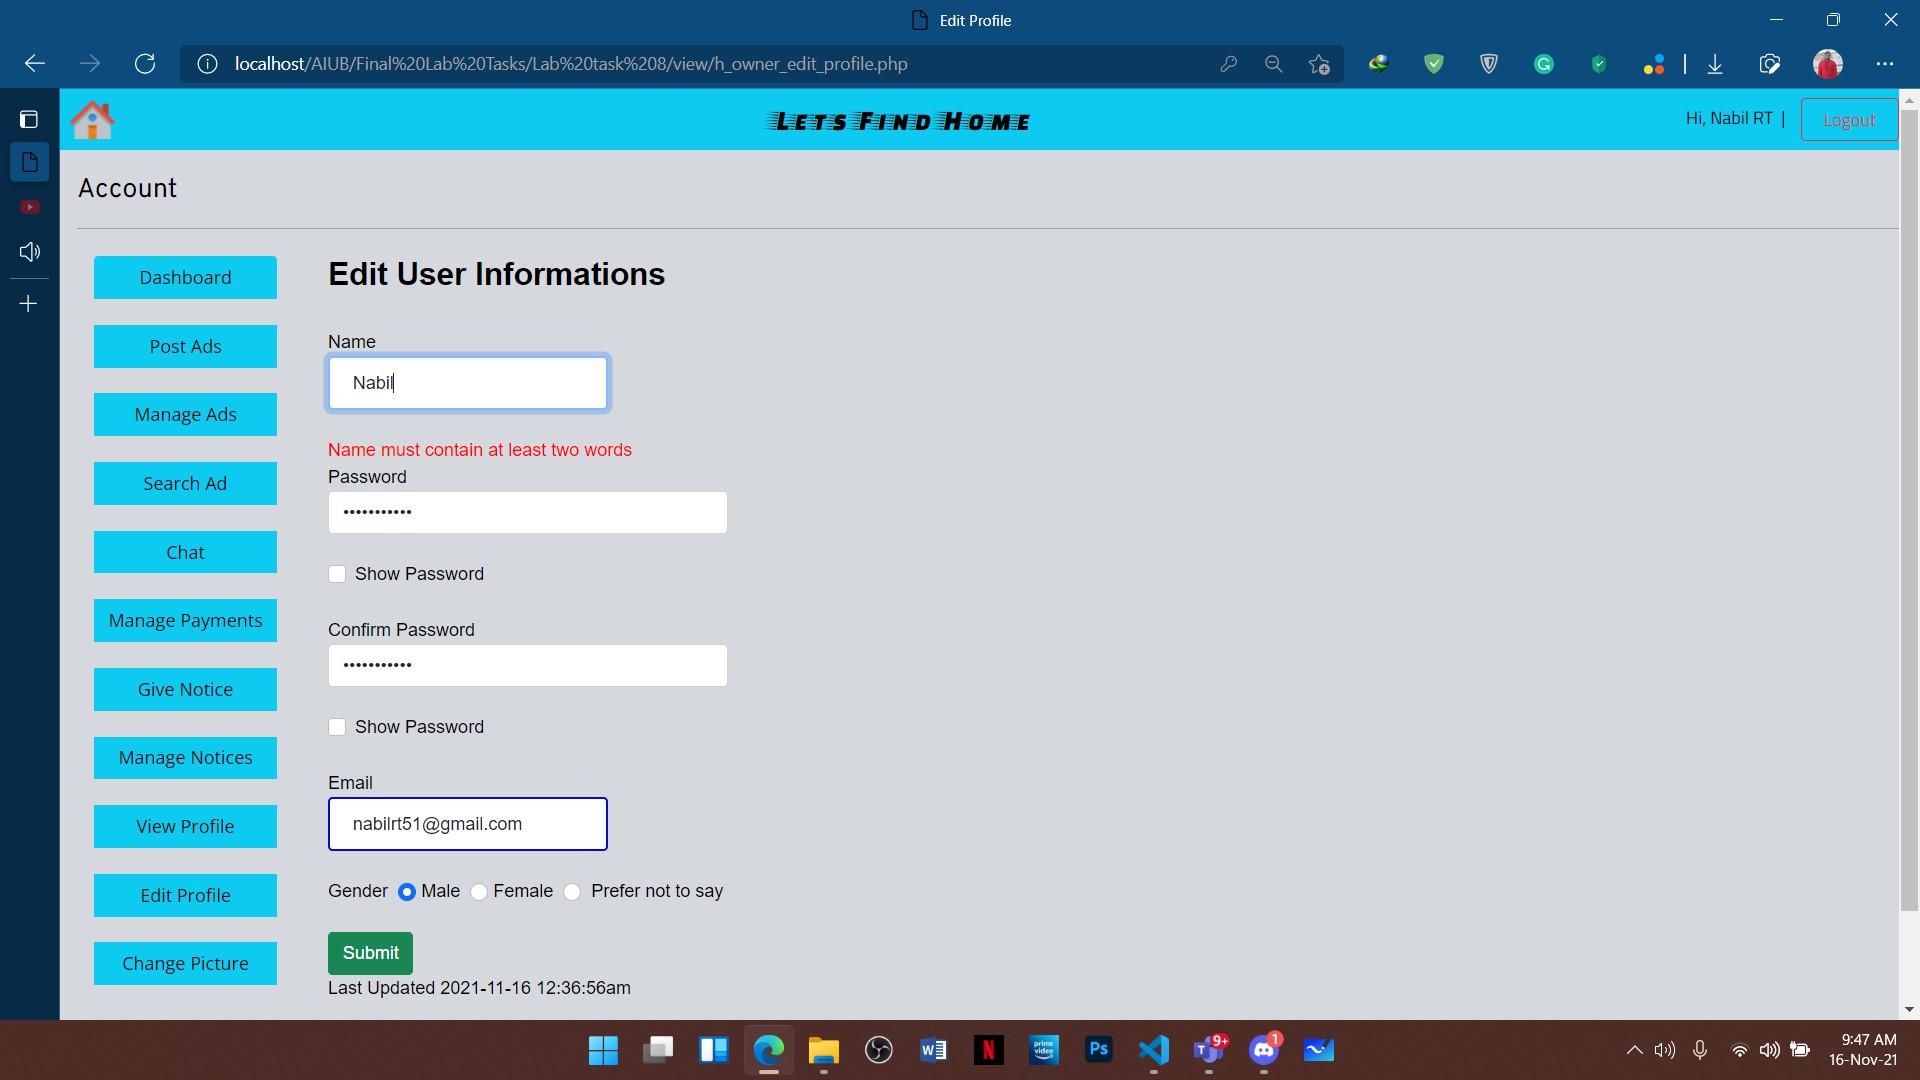 Edit Profile
localhost/AIUB/Final%20Lab%20Tasks/Lab%20task%208/view/h_owner_edit_profile.php
LETS FIND HOME
Hi, Nabil RT |
Logout
Account
Dashboard
Post Ads
Manage Ads
Search Ad
Chat
Manage Payments
Give Notice
Manage Notices
View Profile
Edit Profile
Change Picture
Edit User Informations
Name
Nabil
Name must contain at least two words
Password
•••••••••••
Show Password
Confirm Password
•••••••••••
Show Password
Email
nabilrt51@gmail.com
Gender Male Female Prefer not to say
Submit
Last Updated 2021-11-16 12:36:56am
W
N
prime video
Ps
T
9+
1
9:47 AM
16-Nov-21